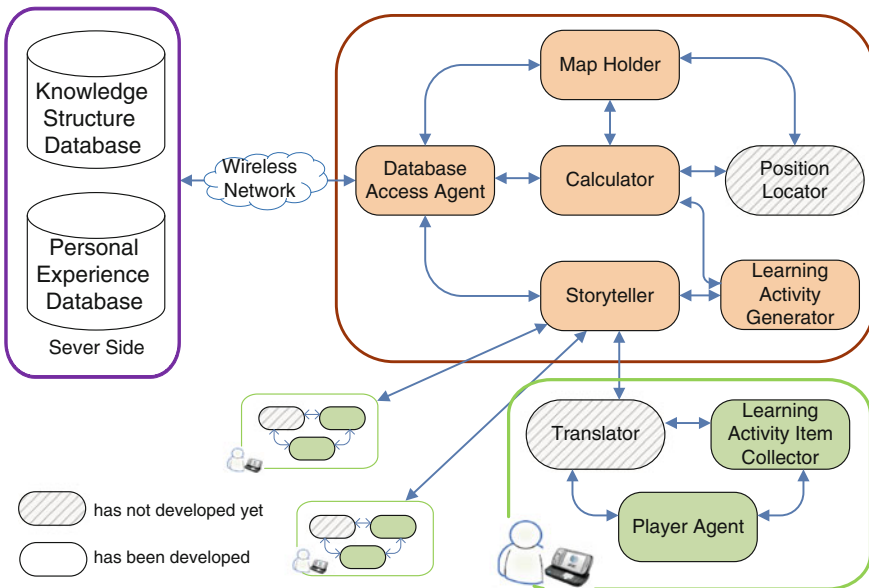 Knowledge
Structure
Database
Personal
Experience
Database
Sever Side
Wireless
Network
Map Holder
Database
Access Agent
Calculator
Position
Locator
Storyteller
Learning
Activity
Generator
Translator
Learning
Activity Item
Collector
Player Agent
has not developed yet
has been developed